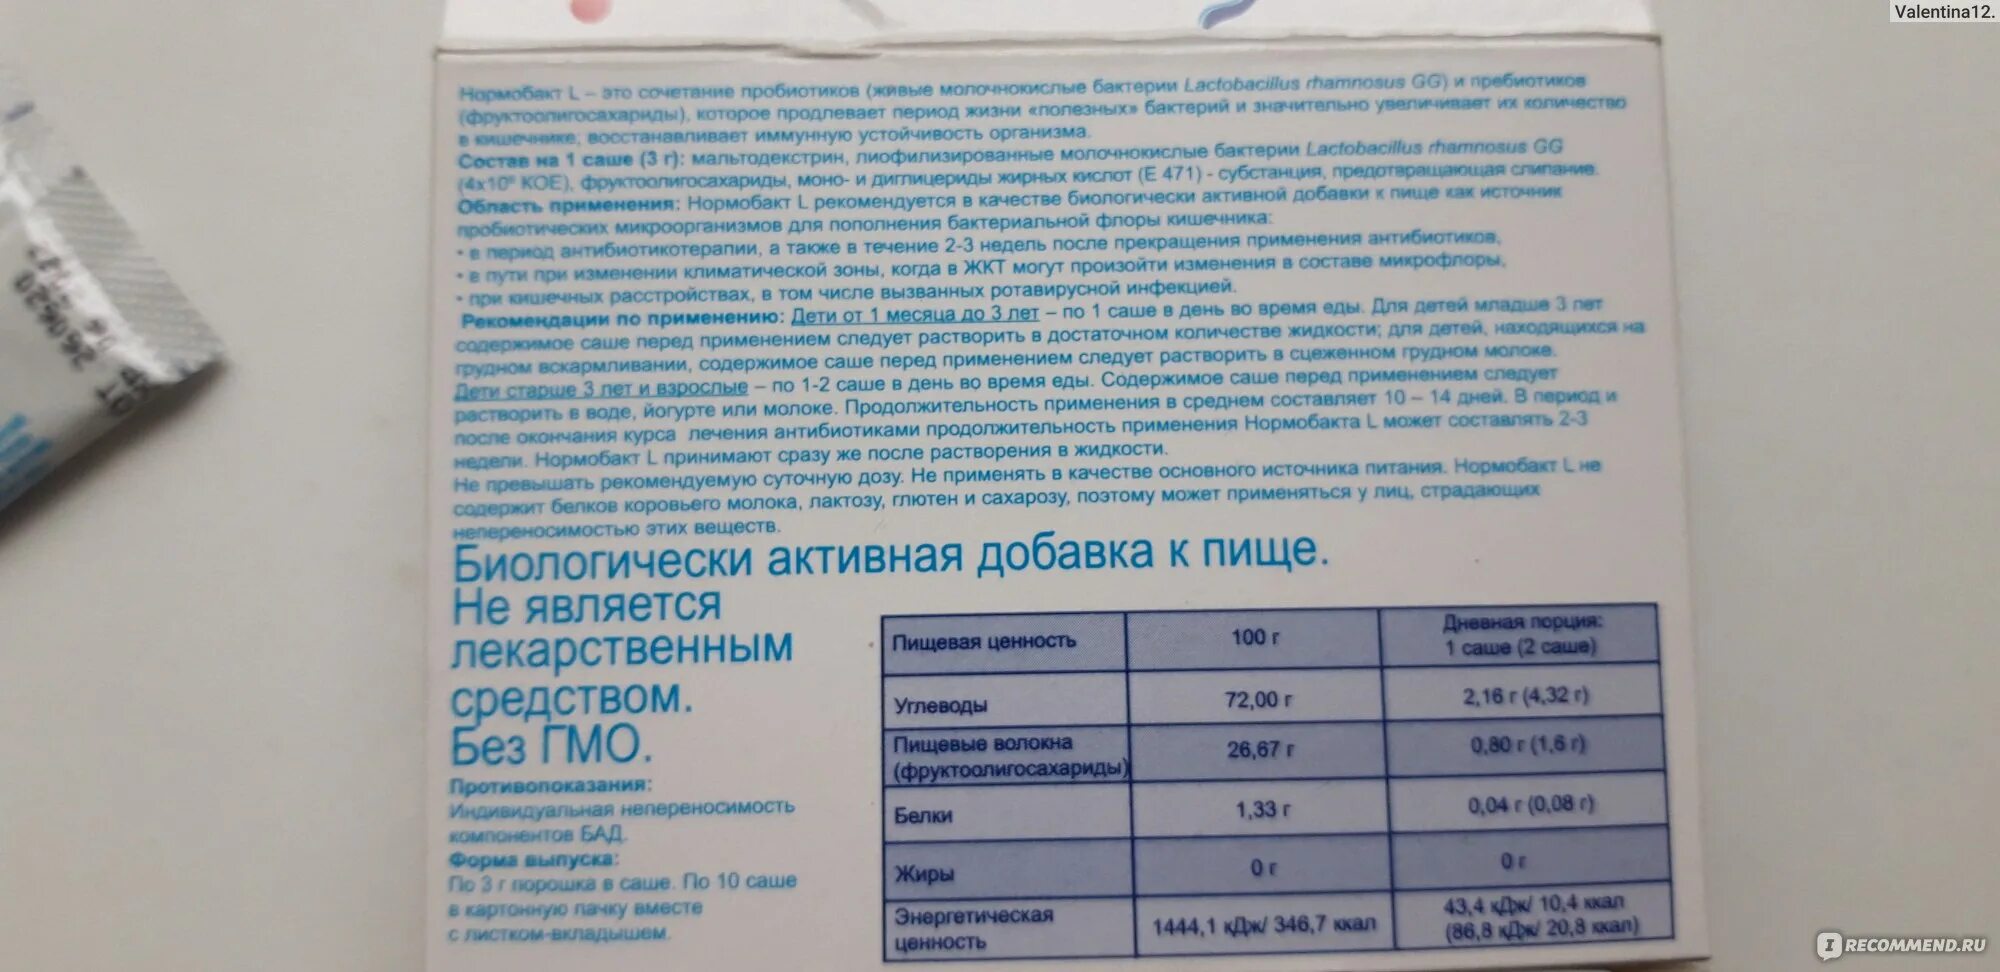 Valentina12.
Нормобакт L – это сочетание пробиотиков (живые молочнокислые бактерии Lactobacillus rhamnosus GG) и пребиотиков
(фруктоолигосахариды), которое продлевает период жизни «полезных» бактерий и значительно увеличивает их количество
в кишечнике; восстанавливает иммунную устойчивость организма.
Состав на 1 саше (3 г): мальтодекстрин, лиофилизированные молочнокислые бактерии Lactobacillus rhamnosus GG
(4x10⁹ КОЕ), фруктоолигосахариды, моно- и диглицериды жирных кислот (Е 471) - субстанция, предотвращающая слипание.
Область применения: Нормобакт L рекомендуется в качестве биологически активной добавки к пище как источник
пробиотических микроорганизмов для пополнения бактериальной флоры кишечника:
• в период антибиотикотерапии, а также в течение 2-3 недель после прекращения применения антибиотиков,
• в пути при изменении климатической зоны, когда в ЖКТ могут произойти изменения в составе микрофлоры,
• при кишечных расстройствах, в том числе вызванных ротавирусной инфекцией.
Рекомендации по применению: Дети от 1 месяца до 3 лет – по 1 саше в день во время еды. Для детей младше 3 лет
содержимое саше перед применением следует растворить в достаточном количестве жидкости; для детей, находящихся на
грудном вскармливании, содержимое саше перед применением следует растворить в сцеженном грудном молоке.
Дети старше 3 лет и взрослые – по 1-2 саше в день во время еды. Содержимое саше перед применением следует
растворить в воде, йогурте или молоке. Продолжительность применения в среднем составляет 10 – 14 дней. В период и
после окончания курса лечения антибиотиками продолжительность применения Нормобакта L может составлять 2-3
недели. Нормобакт L принимают сразу же после растворения в жидкости.
Не превышать рекомендуемую суточную дозу. Не применять в качестве основного источника питания. Нормобакт L не
содержит белков коровьего молока, лактозу, глютен и сахарозу, поэтому может применяться у лиц, страдающих
непереносимостью этих веществ.
Биологически активная добавка к пище.
Не является
лекарственным
средством.
Без ГМО.
Противопоказания:
Индивидуальная непереносимость
компонентов БАД.
Форма выпуска:
По 3 г порошка в саше. По 10 саше
в картонную пачку вместе
с листком-вкладышем.
Пищевая ценность 100 г Дневная порция: 1 саше (2 саше)
Углеводы 72,00 г 2,16 г (4,32 г)
Пищевые волокна (фруктоолигосахариды) 26,67 г 0,80 г (1,6 г)
Белки 1,33 г 0,04 г (0,08 г)
Жиры 0 г 0 г
Энергетическая ценность 1444,1 кДж/ 346,7 ккал 43,4 кДж/ 10,4 ккал (86,8 кДж/ 20,8 ккал)
260620
RECOMMEND.RU